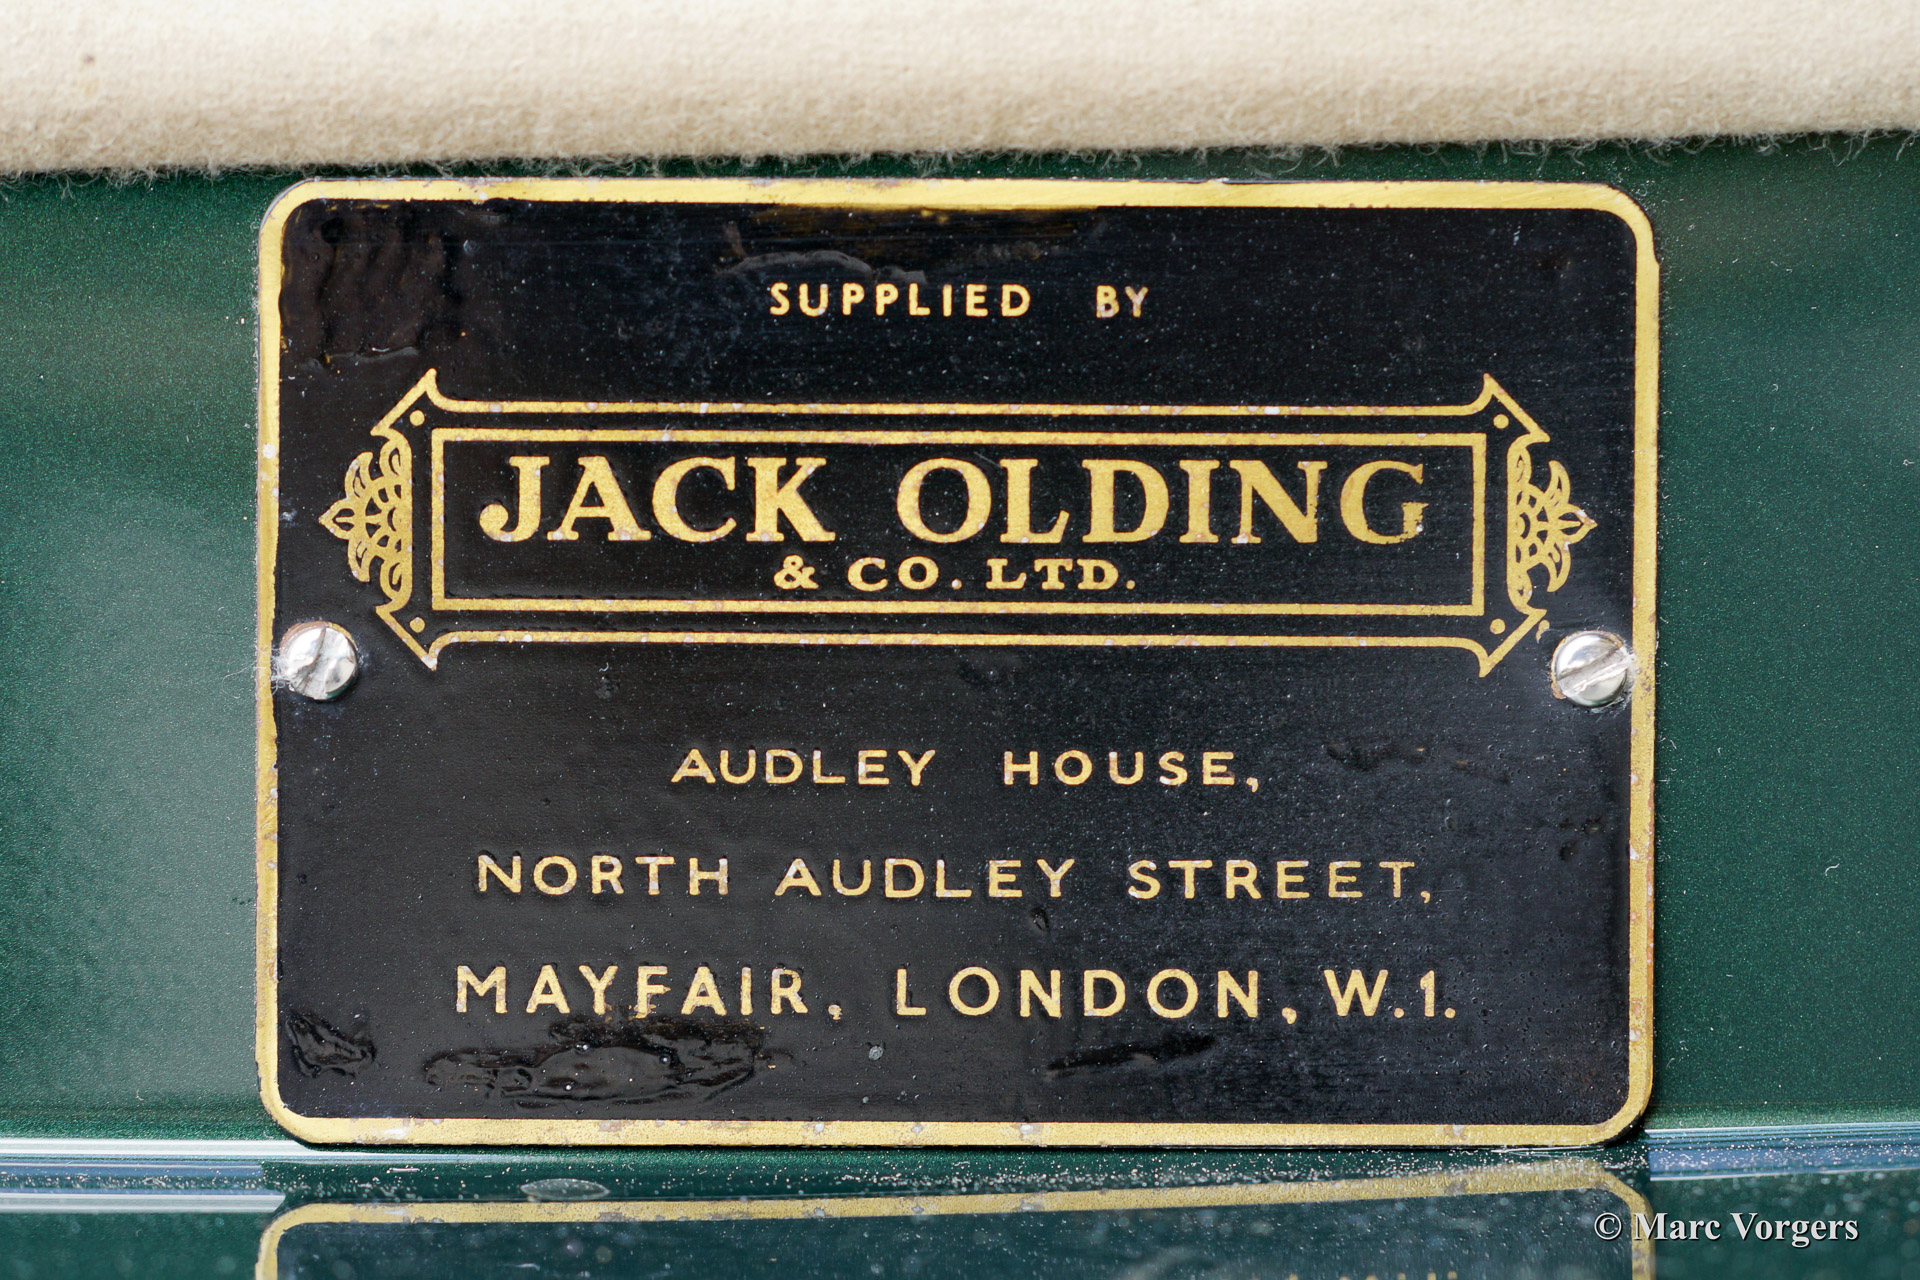 SUPPLIED BY
JACK OLDING
& CO. LTD.
AUDLEY HOUSE,
NORTH AUDLEY STREET,
MAYFAIR, LONDON, W.1.
© Marc Vorgers